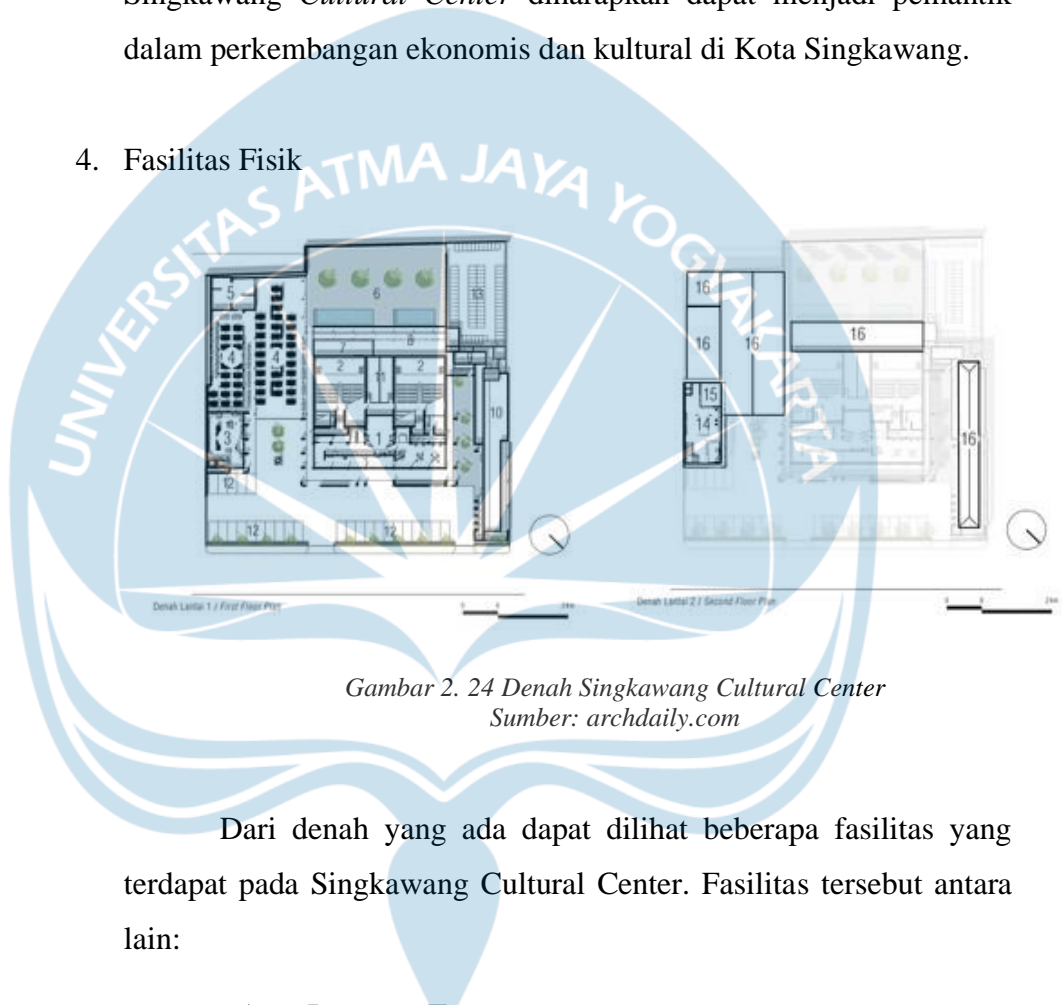 Singkawang Cultural Center diharapkan dapat menjadi pemantik
dalam perkembangan ekonomis dan kultural di Kota Singkawang.
4. Fasilitas Fisik
UNIVERSITAS ATMA JAYA YOGYAKARTA
5
6
13
4
4
7
8
2
11
2
10
3
1
12
12
12
Denah Lantai 1 / First Floor Plan
16
16
16
16
15
14
16
Denah Lantai 2 / Second Floor Plan
Gambar 2. 24 Denah Singkawang Cultural Center
Sumber: archdaily.com
Dari denah yang ada dapat dilihat beberapa fasilitas yang
terdapat pada Singkawang Cultural Center. Fasilitas tersebut antara
lain: